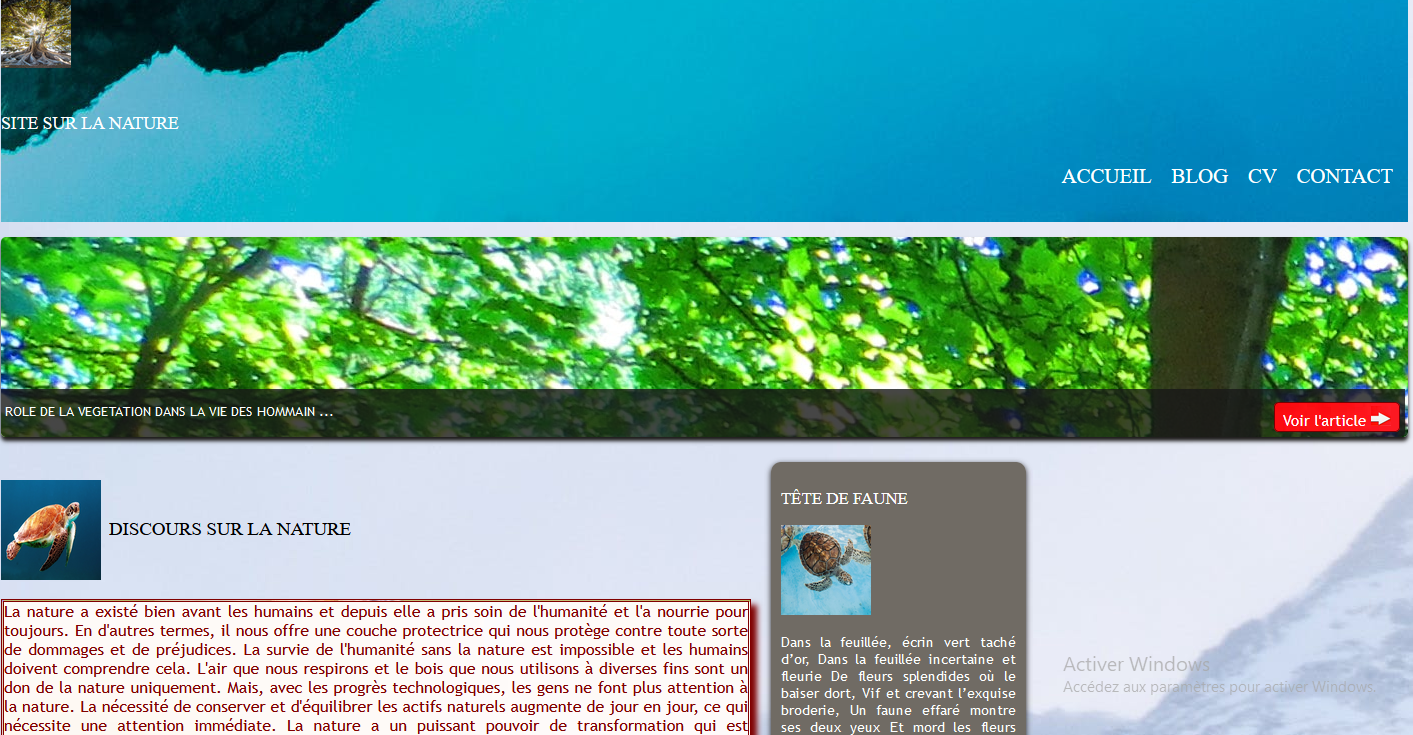 SITE SUR LA NATURE
ACCUEIL BLOG CV CONTACT
ROLE DE LA VEGETATION DANS LA VIE DES HOMMAIN ...
Voir l'article
DISCOURS SUR LA NATURE
La nature a existé bien avant les humains et depuis elle a pris soin de l'humanité et l'a nourrie pour
toujours. En d'autres termes, il nous offre une couche protectrice qui nous protège contre toute sorte
de dommages et de préjudices. La survie de l'humanité sans la nature est impossible et les humains
doivent comprendre cela. L'air que nous respirons et le bois que nous utilisons à diverses fins sont un
don de la nature uniquement. Mais, avec les progrès technologiques, les gens ne font plus attention à
la nature. La nécessité de conserver et d'équilibrer les actifs naturels augmente de jour en jour, ce qui
nécessite une attention immédiate. La nature a un puissant pouvoir de transformation qui est
TÊTE DE FAUNE
Dans la feuillée, écrin vert taché
d’or, Dans la feuillée incertaine et
fleurie De fleurs splendides où le
baiser dort, Vif et crevant l’exquise
broderie, Un faune effaré montre
ses deux yeux Et mord les fleurs
Activer Windows
Accédez aux paramètres pour activer Windows.